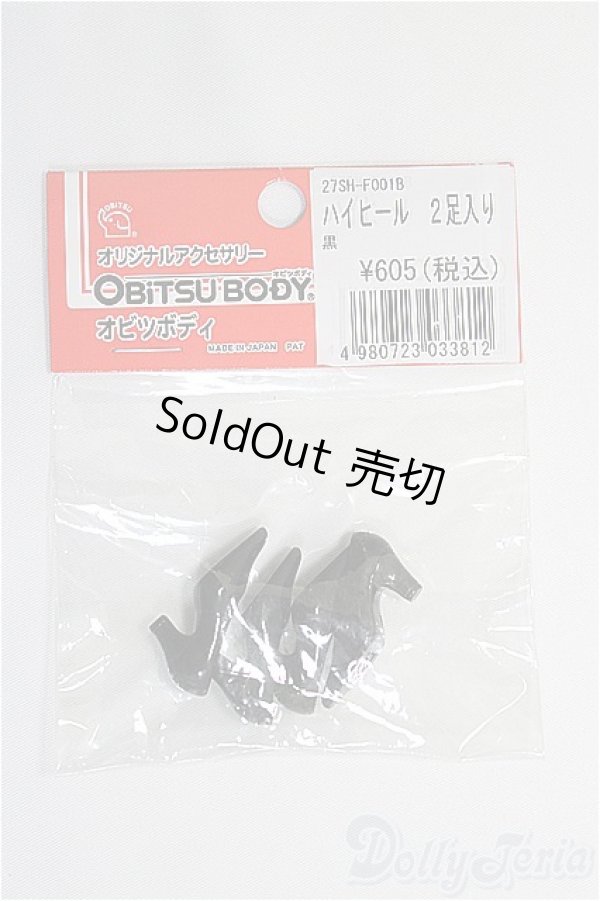 OBITSU
®
オリジナルアクセサリー
オビツボディ
OBITSU BODY®
オビツボディ
MADE IN JAPAN PAT
27SH-F001B
ハイヒール 2足入り
黒
¥605(税込)
4 980723 033812
SoldOut 売切
DollyTeria